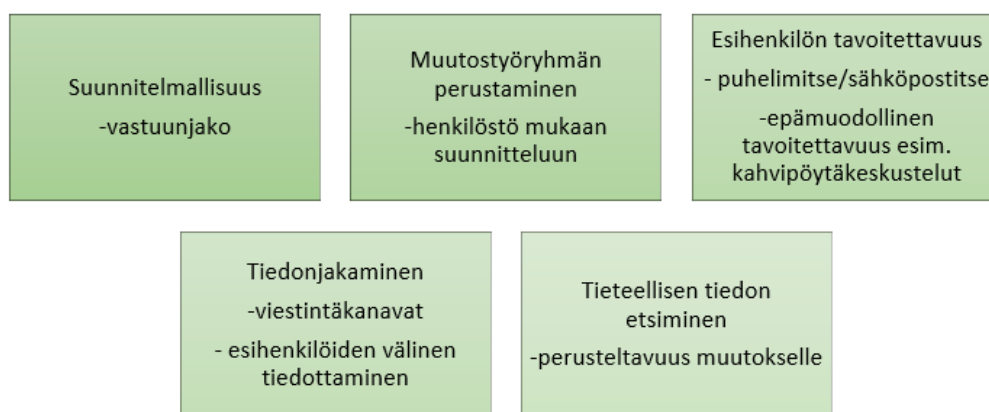 Suunnitelmallisuus
-vastuunjako
Muutostyöryhmän
perustaminen
-henkilöstö mukaan
suunnitteluun
Esihenkilön tavoitettavuus
- puhelimitse/sähköpostitse
-epämuodollinen
tavoitettavuus esim.
kahvipöytäkeskustelut
Tiedonjakaminen
-viestintäkanavat
- esihenkilöiden välinen
tiedottaminen
Tieteellisen tiedon
etsiminen
-perusteltavuus muutokselle